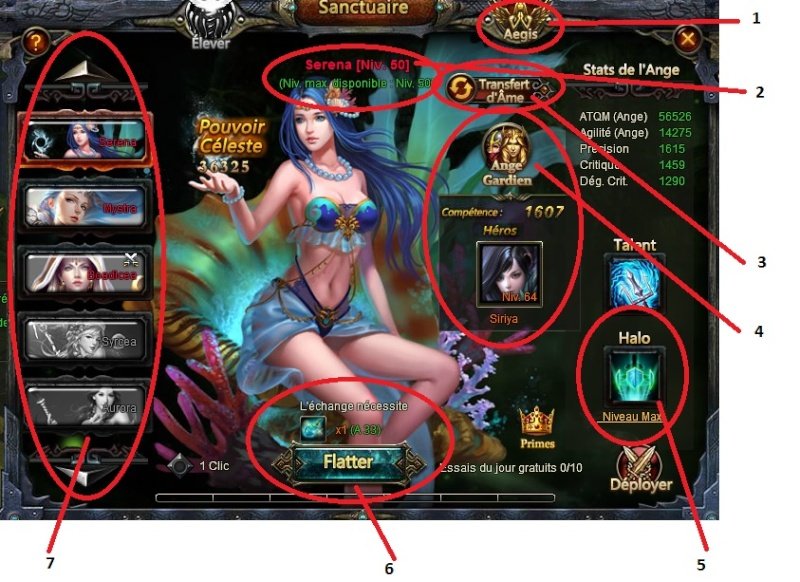 Sanctuaire
1
?
Élever
Aegis
Serena [Niv. 50]
(Niv. max disponible : Niv. 50
Transfert
d'Âme
Stats de l'Ange
2
ATQM (Ange) 56526
Agilité (Ange) 14275
Précision 1615
Critique 1459
Dég. Crit. 1290
Pouvoir
Céleste
36325
Serena
Ange
Gardien
Mystra
Compétence : 1607
Héros
Talent
3
Boadicea
Niv. 64
Siriya
4
Syrcea
Halo
Aurora
L'échange nécessite
x1 (A 33)
Niveau Max
Primes
1 Clic
Flatter
Essais du jour gratuits 0/10
Déployer
7
6
5